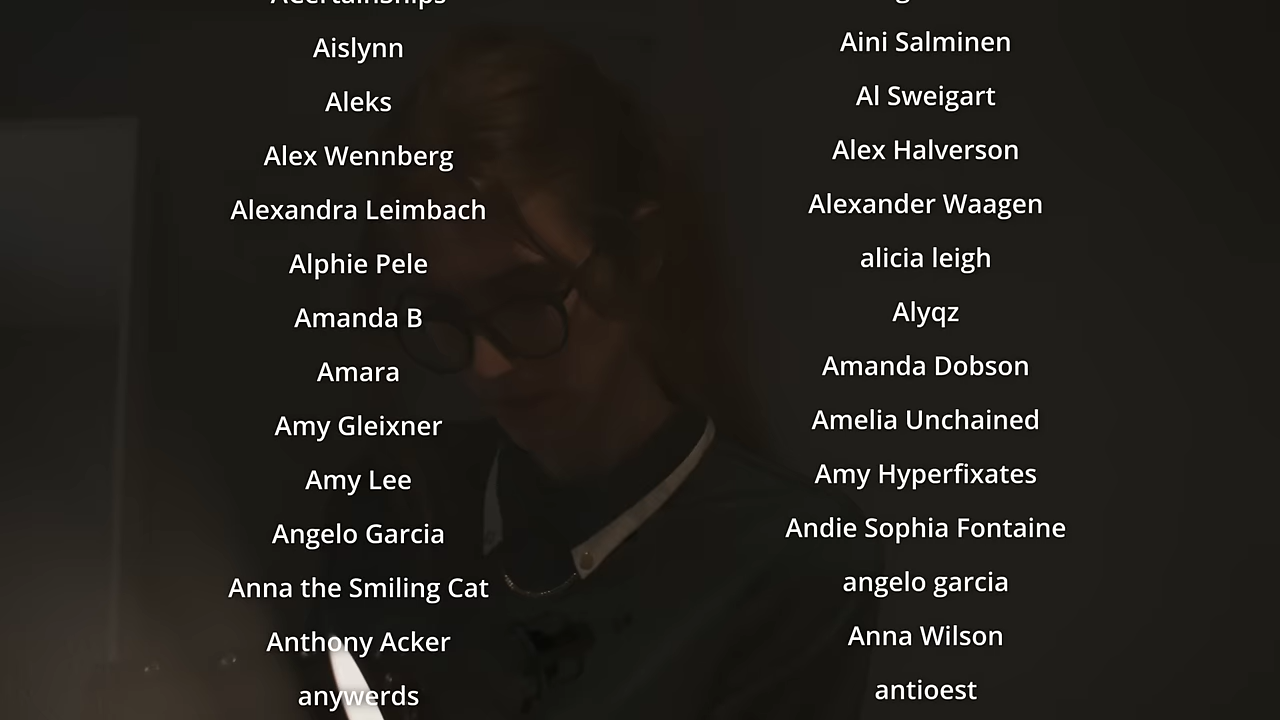 Aislynn
Aini Salminen
Aleks
Al Sweigart
Alex Wennberg
Alex Halverson
Alexandra Leimbach
Alexander Waagen
Alphie Pele
alicia leigh
Amanda B
Alyqz
Amara
Amanda Dobson
Amy Gleixner
Amelia Unchained
Amy Lee
Amy Hyperfixates
Angelo Garcia
Andie Sophia Fontaine
Anna the Smiling Cat
angelo garcia
Anthony Acker
Anna Wilson
anywerds
antioest